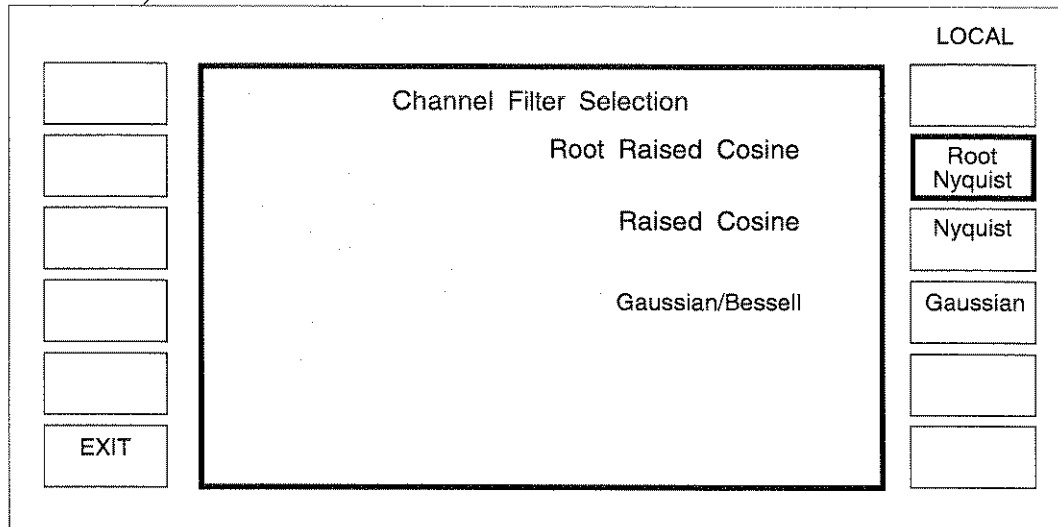 LOCAL
Channel Filter Selection
Root Raised Cosine
Root
Nyquist
Raised Cosine
Nyquist
Gaussian/Bessell
Gaussian
EXIT